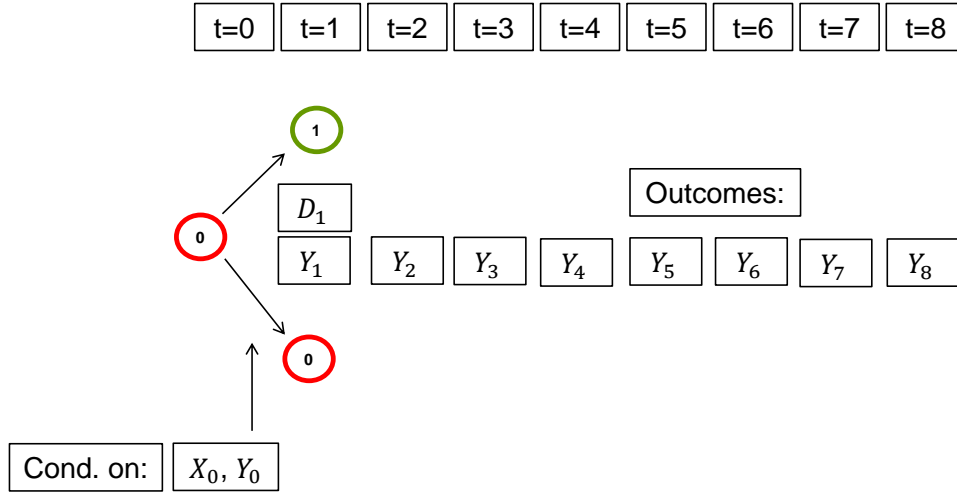 t=0 t=1 t=2 t=3 t=4 t=5 t=6 t=7 t=8
1
D₁ Outcomes:
0
Y₁ Y₂ Y₃ Y₄ Y₅ Y₆ Y₇ Y₈
0
Cond. on: X₀, Y₀